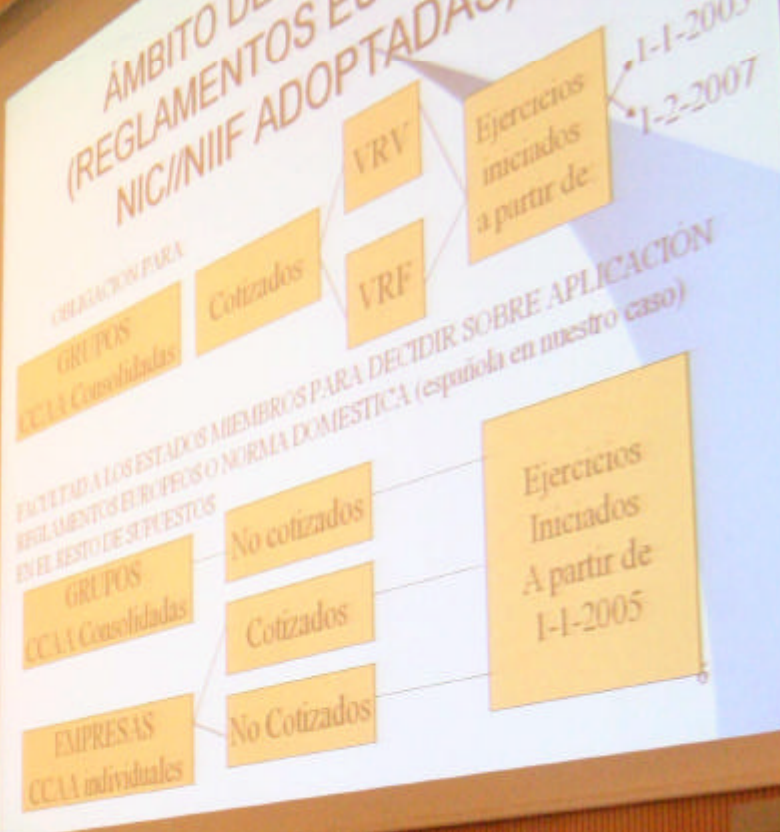 ÁMBITO DE
(REGLAMENTOS
NIC//NIIF ADOPTADAS)
OBLIGACION PARA
GRUPOS
CCAA Consolidadas
Cotizados
VRV
VRF
Ejercicios
iniciados
a partir de:
1-1-2005
1-2-2007
FACULTAD A LOS ESTADOS MIEMBROS PARA DECIDIR SOBRE APLICACIÓN
REGLAMENTOS EUROPEOS O NORMA DOMESTICA (española en nuestro caso)
EN EL RESTO DE SUPUESTOS
GRUPOS
CCAA Consolidadas
No cotizados
Cotizados
No Cotizados
EMPRESAS
CCAA individuales
Ejercicios
Iniciados
A partir de
1-1-2005
6